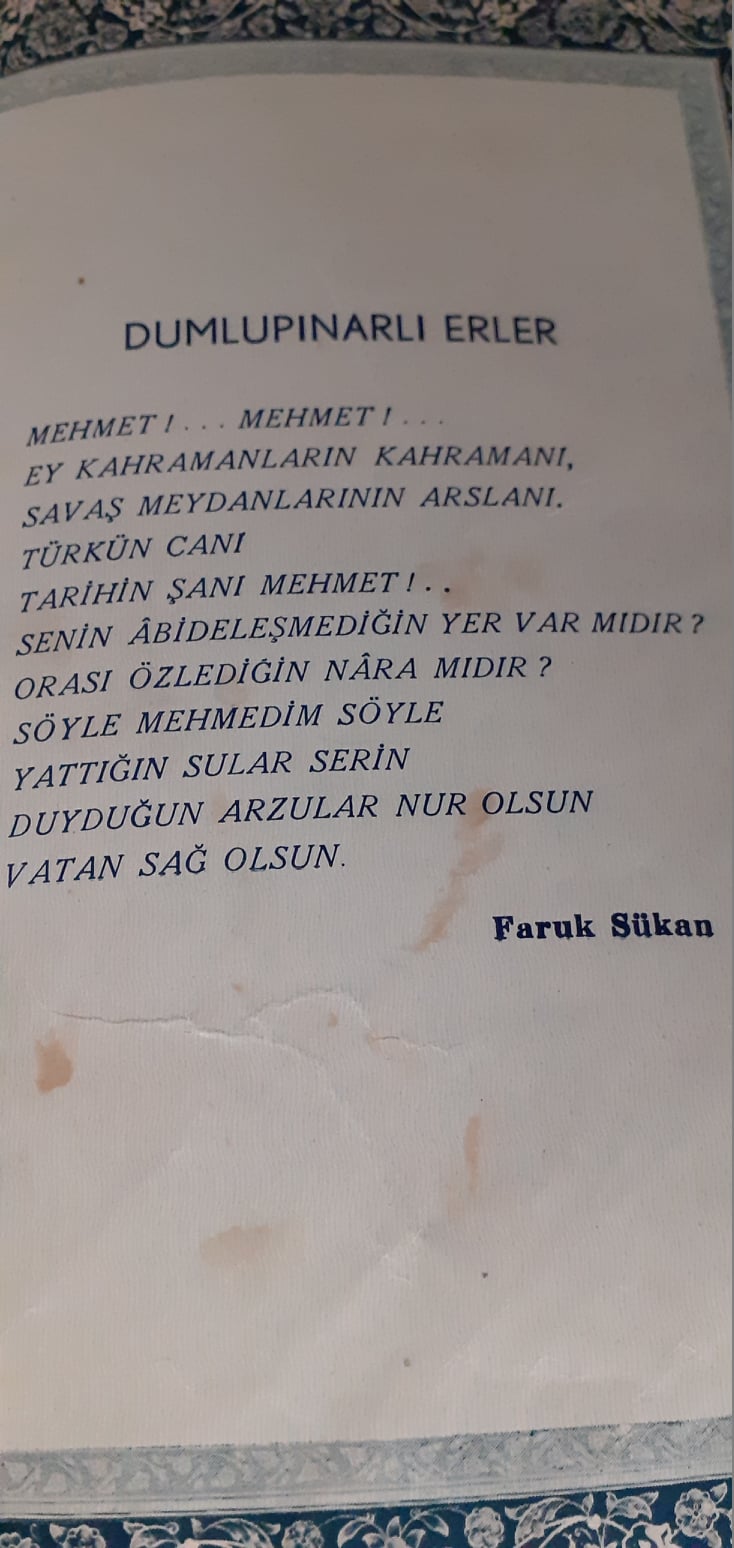 DUMLUPINARLI ERLER
MEHMET ! . . . MEHMET ! . . .
EY KAHRAMANLARIN KAHRAMANI,
SAVAŞ MEYDANLARININ ARSLANI.
TÜRKÜN CANI
TARİHİN ŞANI MEHMET ! . .
SENİN ÂBİDELEŞMEDİĞİN YER VAR MIDIR ?
ORASI ÖZLEDİĞİN NÂRA MIDIR ?
SÖYLE MEHMEDİM SÖYLE
YATTIĞIN SULAR SERİN
DUYDUĞUN ARZULAR NUR OLSUN
VATAN SAĞ OLSUN.
Faruk Sükan